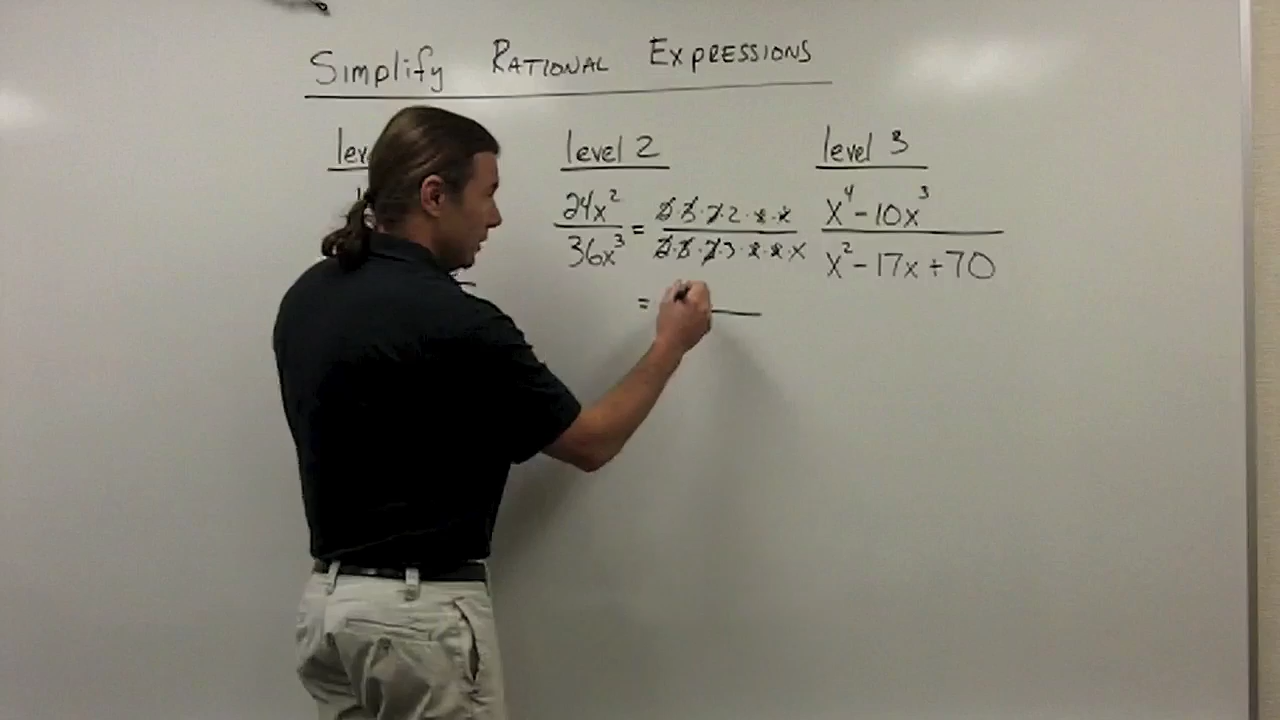 Simplify RATIONAL EXPRESSIONS
level 2
24x² = 2·3·2·2·x·x
36x³ 2·3·2·3·x·x·x
=
level 3
x⁴-10x³
x²-17x+70